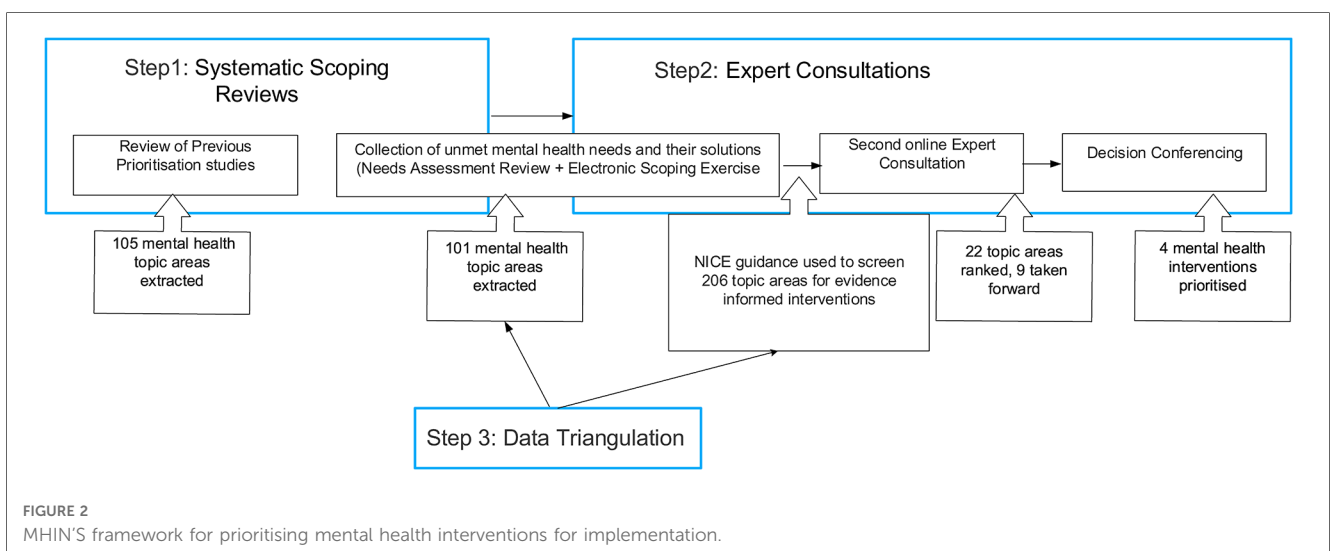 Step1: Systematic Scoping
Reviews
Step2: Expert Consultations
Review of Previous
Prioritisation studies
Collection of unmet mental health needs and their solutions
(Needs Assessment Review + Electronic Scoping Exercise
Second online Expert
Consultation
Decision Conferencing
105 mental health
topic areas
extracted
101 mental health
topic areas
extracted
NICE guidance used to screen
206 topic areas for evidence
informed interventions
22 topic areas
ranked, 9 taken
forward
4 mental health
interventions
prioritised
Step 3: Data Triangulation
FIGURE 2
MHIN'S framework for prioritising mental health interventions for implementation.